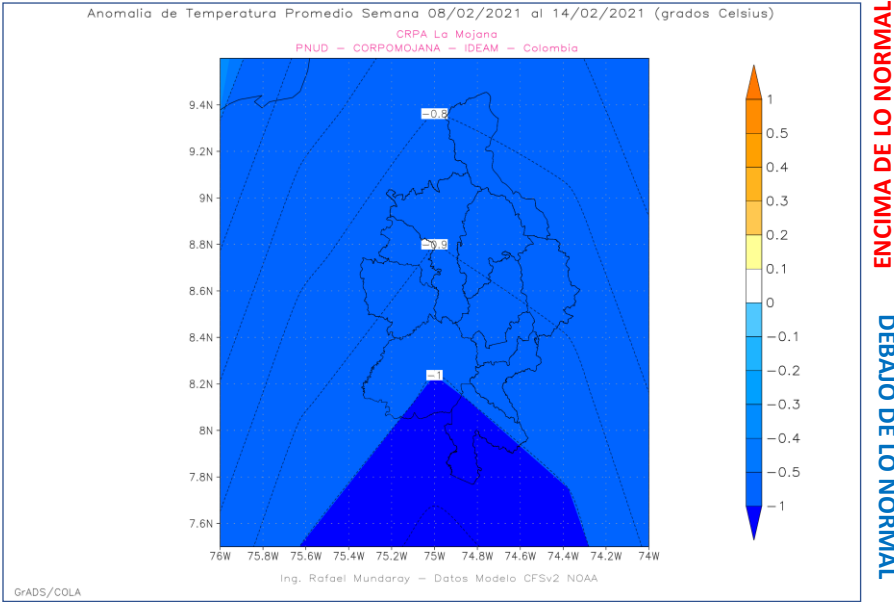 Anomalia de Temperatura Promedio Semana 08/02/2021 al 14/02/2021 (grados Celsius)
CRPA La Mojana
PNUD – CORPOMOJANA – IDEAM – Colombia
9.4N
9.2N
9N
8.8N
8.6N
8.4N
8.2N
8N
7.8N
7.6N
−0.8
−0.9
−1
76W 75.8W 75.6W 75.4W 75.2W 75W 74.8W 74.6W 74.4W 74.2W 74W
1
0.5
0.4
0.3
0.2
0.1
0
−0.1
−0.2
−0.3
−0.4
−0.5
−1
ENCIMA DE LO NORMAL
DEBAJO DE LO NORMAL
Ing. Rafael Mundaray – Datos Modelo CFSv2 NOAA
GrADS/COLA